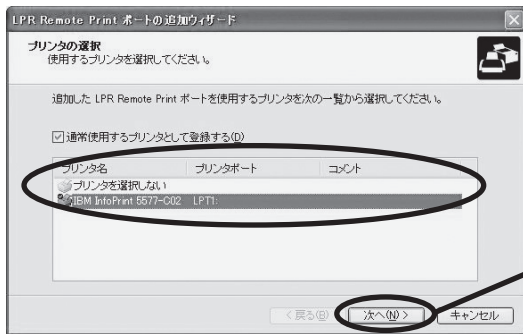 LPR Remote Print ポートの追加ウィザード
プリンタの選択
使用するプリンタを選択してください。
追加した LPR Remote Print ポートを使用するプリンタを次の一覧から選択してください。
通常使用するプリンタとして登録する(D)
プリンタ名 プリンタポート コメント
プリンタを選択しない
IBM InfoPrint 5577-C02 LPT1:
< 戻る(B) 次へ(N) > キャンセル